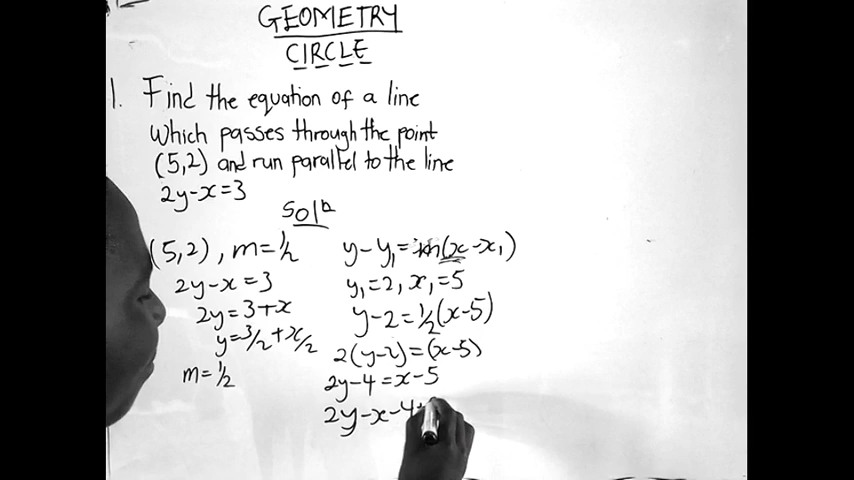 GEOMETRY
CIRCLE
1. Find the equation of a line
Which passes through the point
(5,2) and run parallel to the line
2y-x=3
Soln
(5,2), m=1/2
2y-x=3
2y=3+x
y=3/2+x/2
m=1/2
y-y₁=m(x-x₁)
y₁=2, x₁=5
y-2=1/2(x-5)
2(y-2)=(x-5)
2y-4=x-5
2y-x-4+